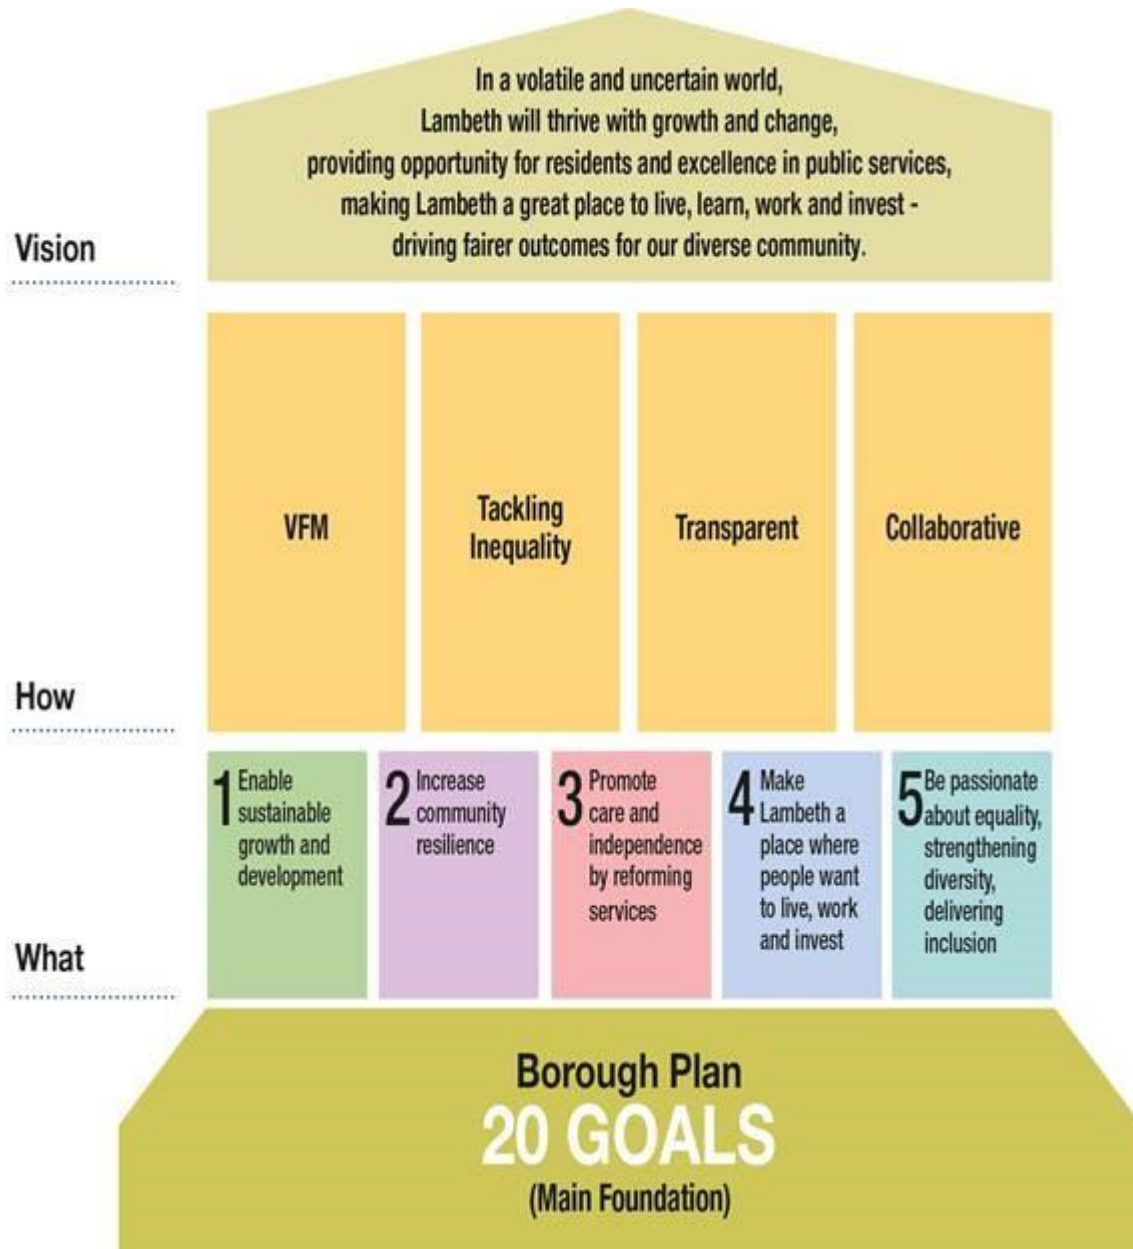 In a volatile and uncertain world,
Lambeth will thrive with growth and change,
providing opportunity for residents and excellence in public services,
making Lambeth a great place to live, learn, work and invest -
driving fairer outcomes for our diverse community.
Vision
VFM
Tackling
Inequality
Transparent
Collaborative
How
1 Enable
sustainable
growth and
development
2 Increase
community
resilience
3 Promote
care and
independence
by reforming
services
4 Make
Lambeth a
place where
people want
to live, work
and invest
5 Be passionate
about equality,
strengthening
diversity,
delivering
inclusion
What
Borough Plan
20 GOALS
(Main Foundation)